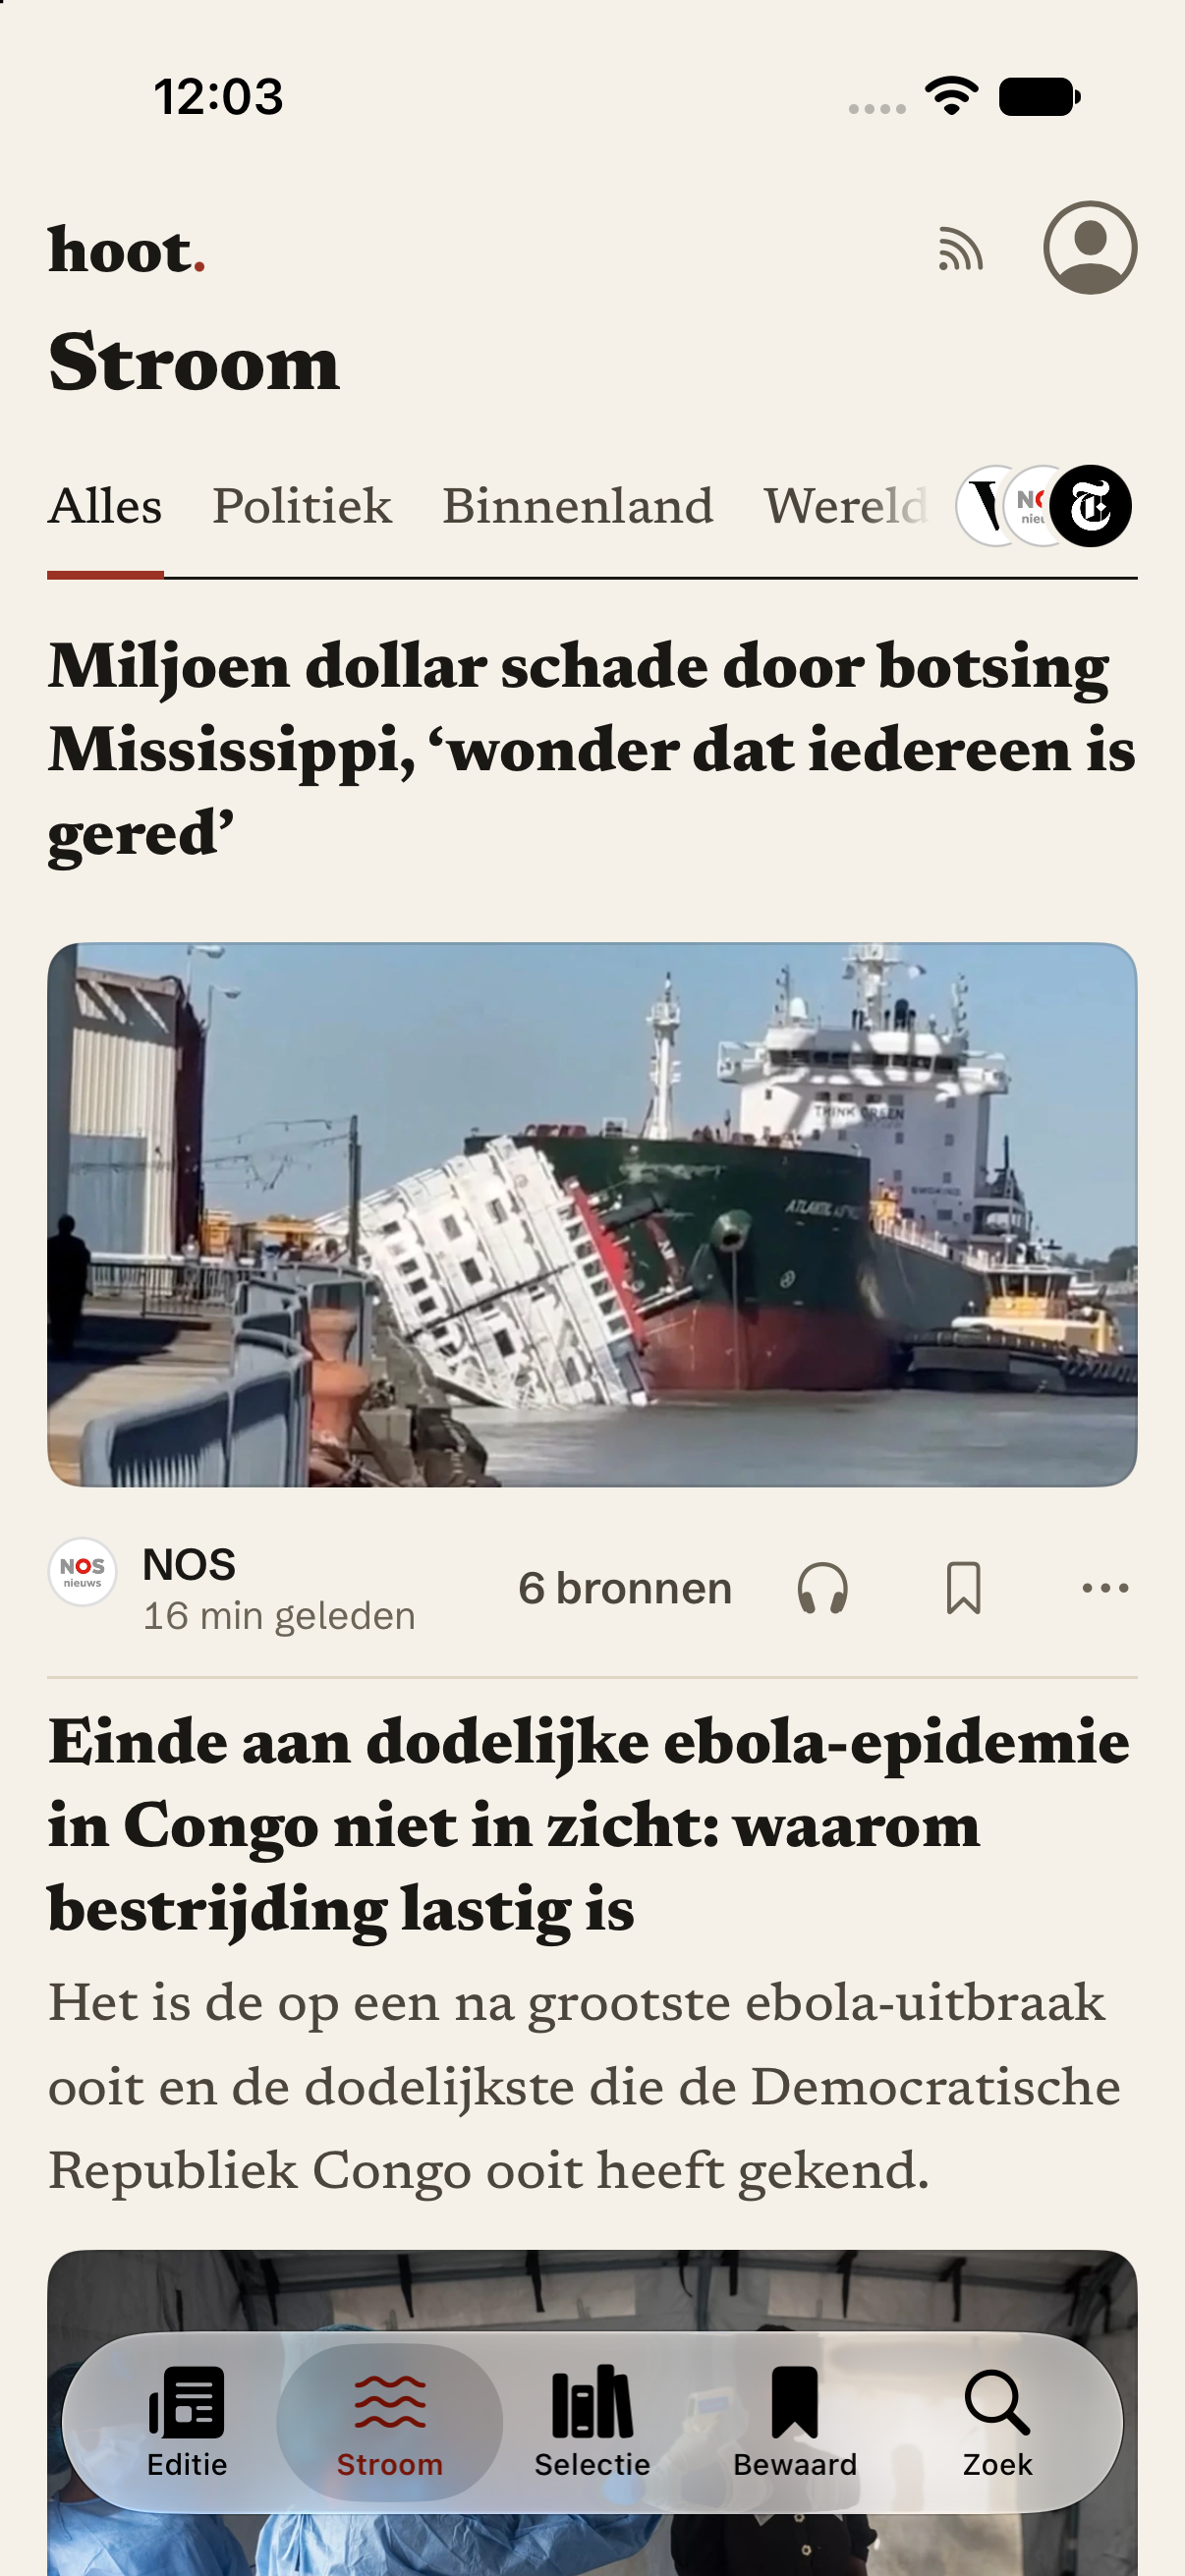 12:03
hoot.
Stroom
Alles Politiek Binnenland Wereld
Miljoen dollar schade door botsing
Mississippi, ‘wonder dat iedereen is
gered’
THINK GREEN
NOS
nieuws
NOS
16 min geleden
6 bronnen
Einde aan dodelijke ebola-epidemie
in Congo niet in zicht: waarom
bestrijding lastig is
Het is de op een na grootste ebola-uitbraak
ooit en de dodelijkste die de Democratische
Republiek Congo ooit heeft gekend.
Editie Stroom Selectie Bewaard Zoek